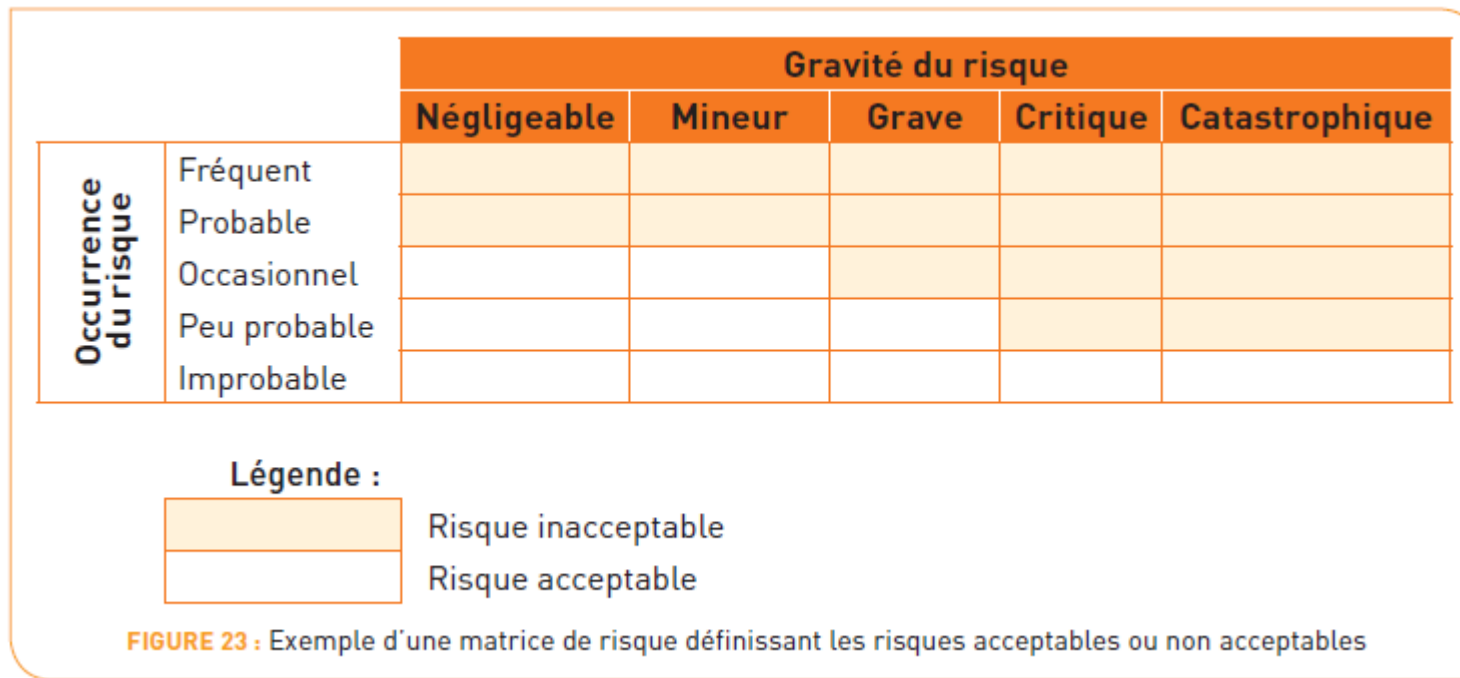 Gravité du risque
Négligeable Mineur Grave Critique Catastrophique
Occurrence
du risque
Fréquent
Probable
Occasionnel
Peu probable
Improbable
Légende :
Risque inacceptable
Risque acceptable
FIGURE 23 : Exemple d'une matrice de risque définissant les risques acceptables ou non acceptables